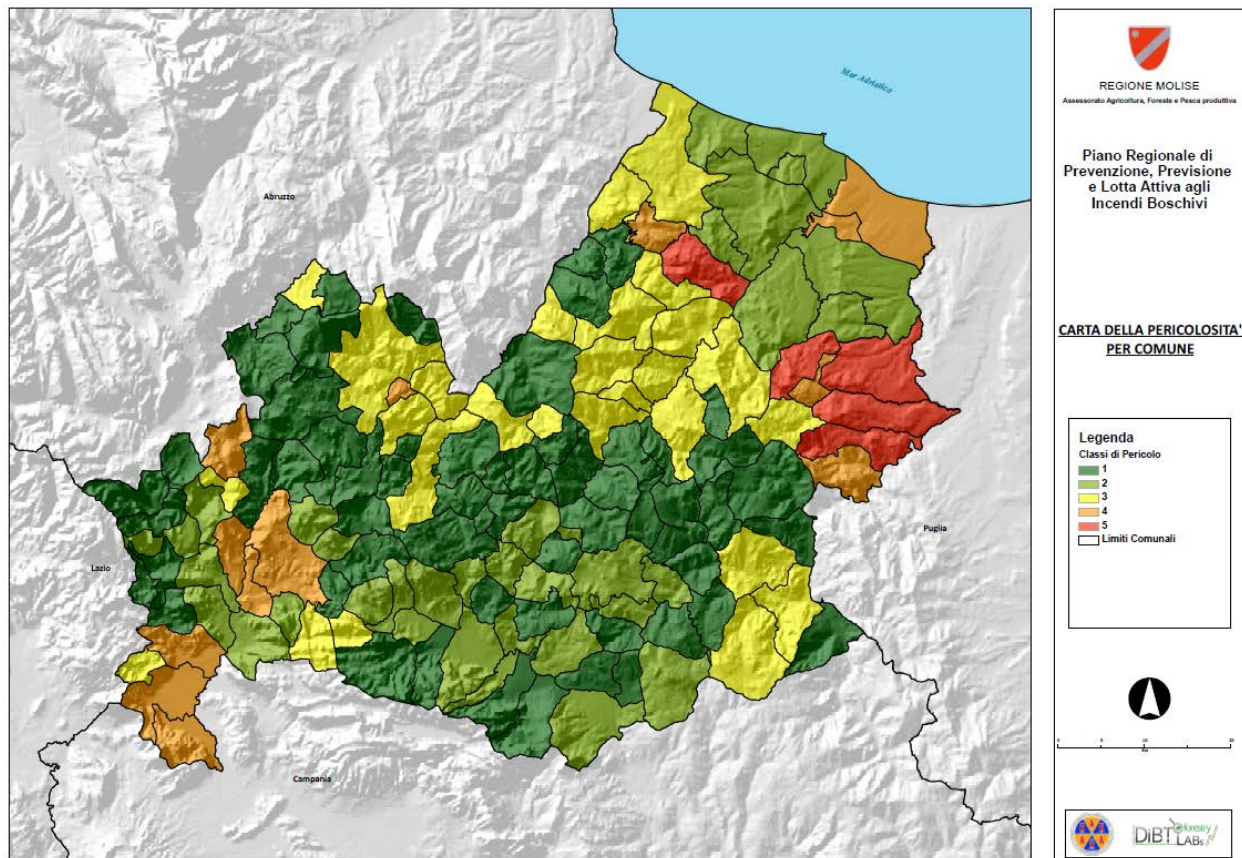 Mar Adriatico
Abruzzo
Lazio
Puglia
Campania
REGIONE MOLISE
Assessorato Agricoltura, Foreste e Pesca produttiva
Piano Regionale di
Prevenzione, Previsione
e Lotta Attiva agli
Incendi Boschivi
CARTA DELLA PERICOLOSITA'
PER COMUNE
Legenda
Classi di Pericolo
1
2
3
4
5
Limiti Comunali
DiBT forestry
LABs